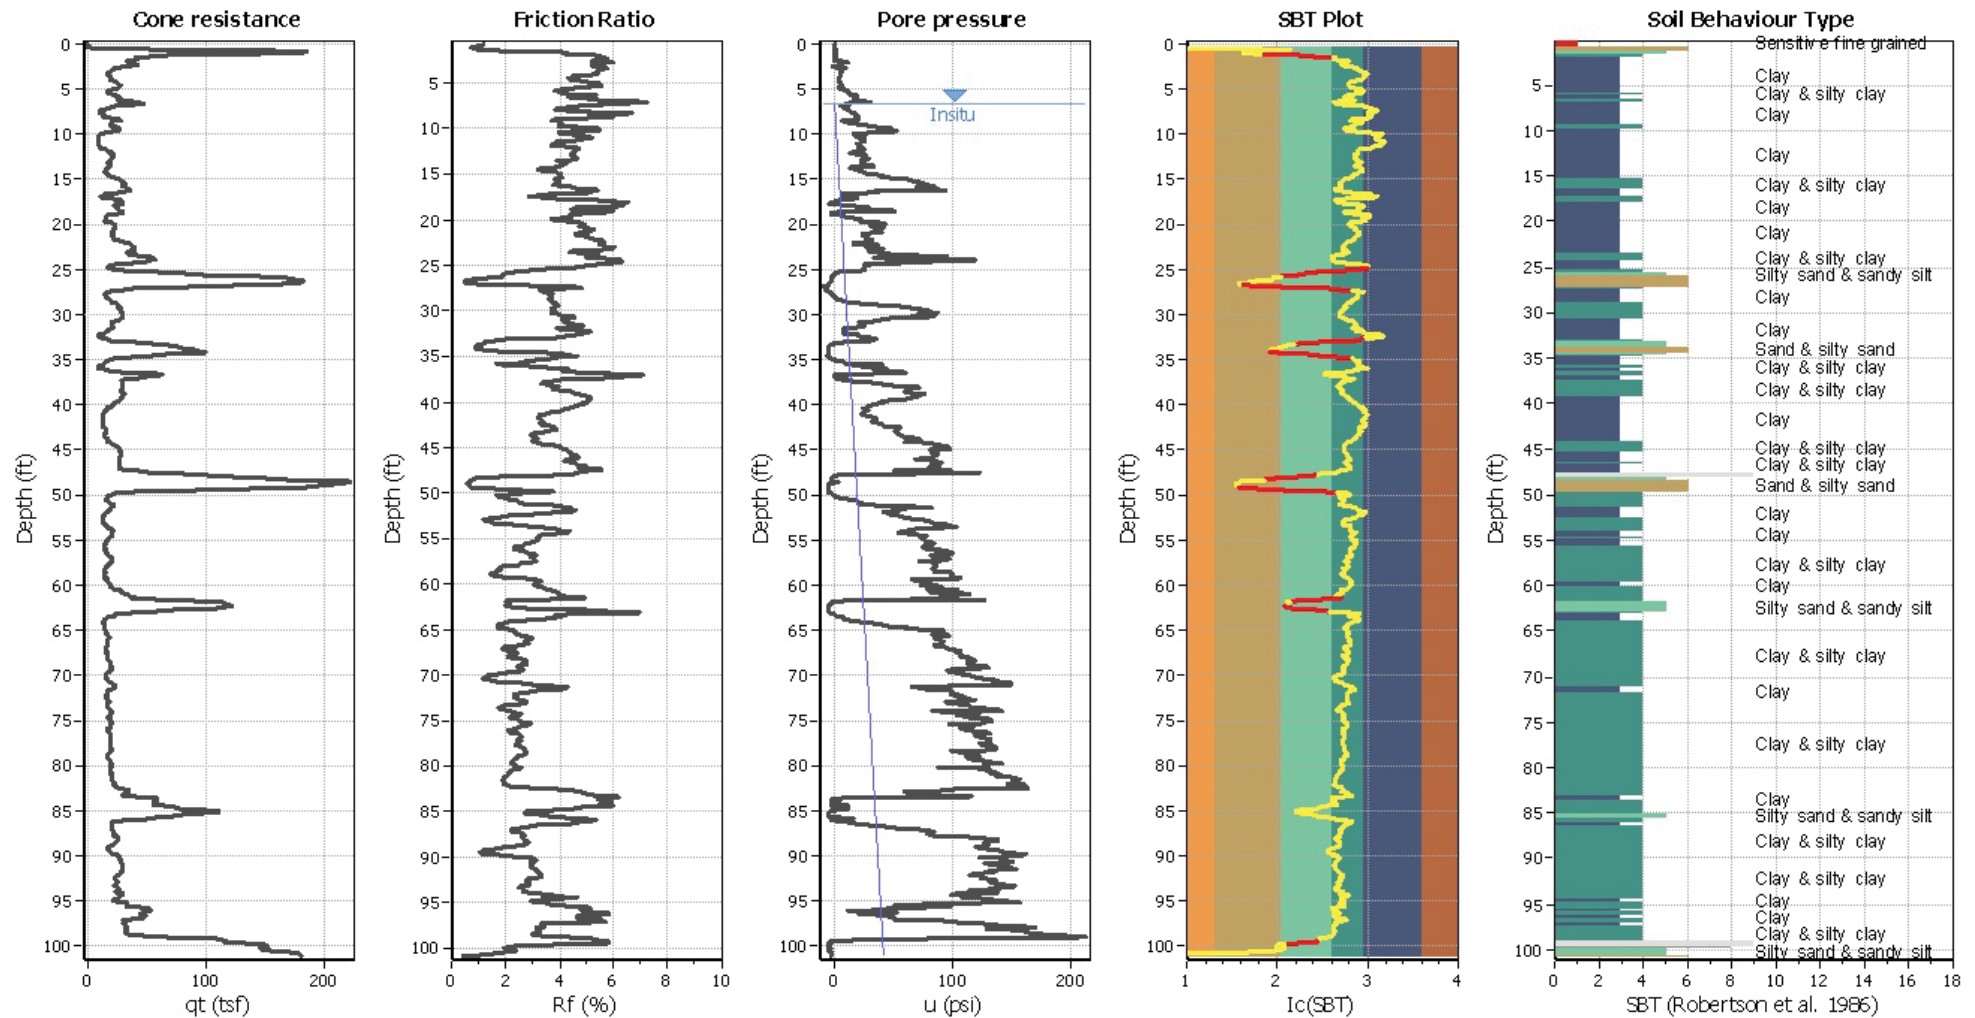 Cone resistance
0
5
10
15
20
25
30
35
40
45
50
55
60
65
70
75
80
85
90
95
100
Depth (ft)
0
100
200
qt (tsf)
Friction Ratio
0
5
10
15
20
25
30
35
40
45
50
55
60
65
70
75
80
85
90
95
100
Depth (ft)
0
2
4
6
8
10
Rf (%)
Pore pressure
Insitu
0
5
10
15
20
25
30
35
40
45
50
55
60
65
70
75
80
85
90
95
100
Depth (ft)
0
100
200
u (psi)
SBT Plot
0
5
10
15
20
25
30
35
40
45
50
55
60
65
70
75
80
85
90
95
100
Depth (ft)
1
2
3
4
Ic(SBT)
Soil Behaviour Type
5
10
15
20
25
30
35
40
45
50
55
60
65
70
75
80
85
90
95
100
Depth (ft)
Sensitive fine grained
Clay
Clay & silty clay
Clay
Clay
Clay & silty clay
Clay
Clay
Clay & silty clay
Silty sand & sandy silt
Clay
Clay
Sand & silty sand
Clay & silty clay
Clay & silty clay
Clay
Clay & silty clay
Clay & silty clay
Sand & silty sand
Clay
Clay
Clay & silty clay
Clay
Silty sand & sandy silt
Clay & silty clay
Clay
Clay & silty clay
Clay
Silty sand & sandy silt
Clay & silty clay
Clay & silty clay
Clay
Clay
Clay & silty clay
Silty sand & sandy silt
0
2
4
6
8
10
12
14
16
18
SBT (Robertson et al. 1986)